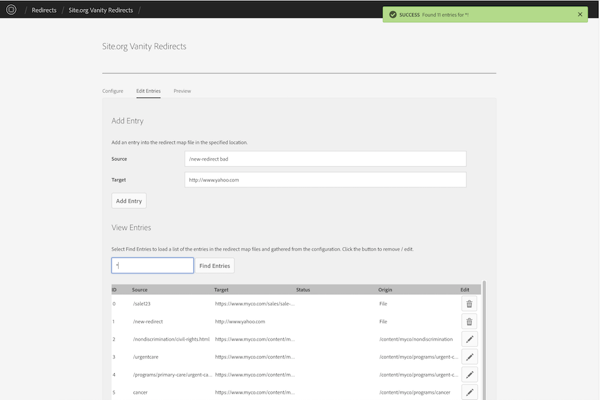 Redirects / Site.org Vanity Redirects /
SUCCESS Found 11 entries for '*'.
Site.org Vanity Redirects
Configure Edit Entries Preview
Add Entry
Add an entry into the redirect map file in the specified location.
Source /new-redirect bad
Target http://www.yahoo.com
Add Entry
View Entries
Select Find Entries to load a list of the entries in the redirect map files and gathered from the configuration. Click the button to remove / edit.
* Find Entries
ID Source Target Status Origin Edit
0 /sale123 https://www.myco.com/sales/sale-... File
1 /new-redirect http://www.yahoo.com File
2 /nondiscrimination/civil-rights.html https://www.myco.com/content/m... /content/myco/nondiscrimination
3 /urgentcare https://www.myco.com/content/m... /content/myco/programs/urgent-c...
4 /programs/primary-care/urgent-ca... https://www.myco.com/content/m... /content/myco/programs/urgent-c...
5 cancer https://www.myco.com/content/m... /content/myco/programs/cancer